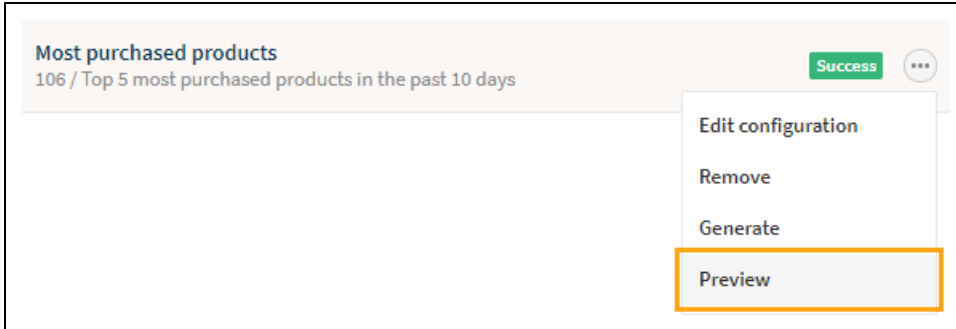 Most purchased products
106 / Top 5 most purchased products in the past 10 days
Success
Edit configuration
Remove
Generate
Preview